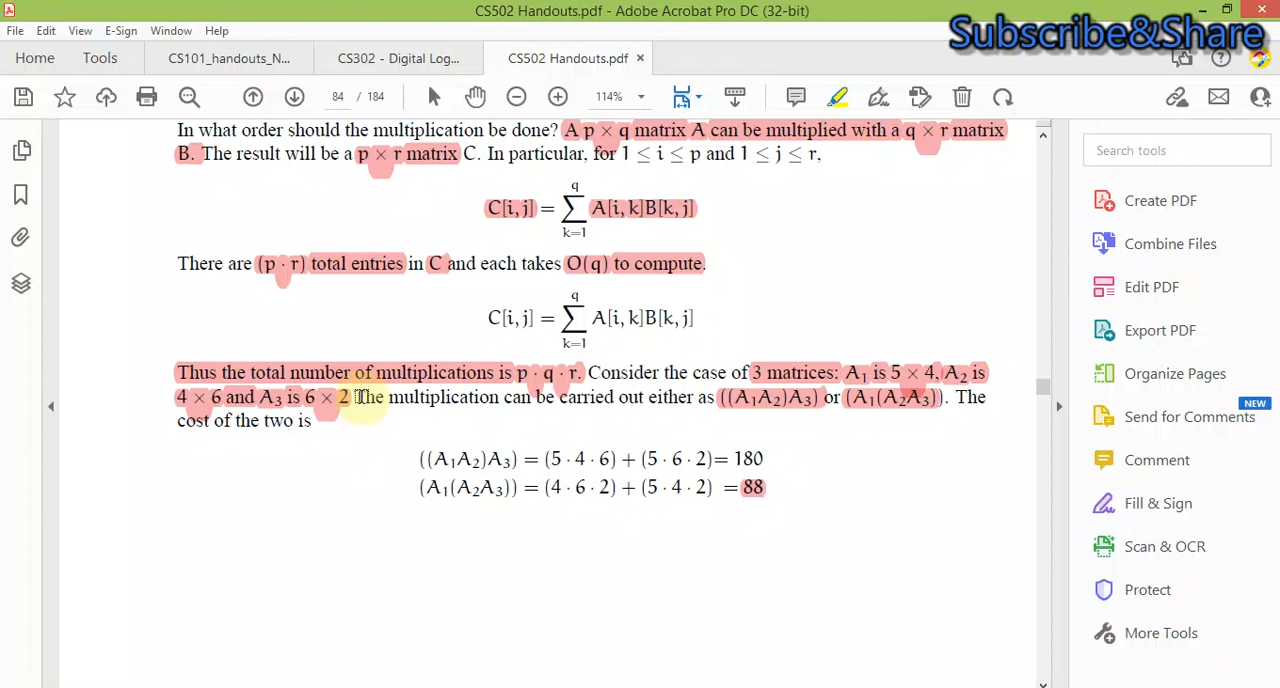 CS502 Handouts.pdf - Adobe Acrobat Pro DC (32-bit)
Subscribe&Share
File Edit View E-Sign Window Help
Home Tools CS101_handouts_N... CS302 - Digital Log... CS502 Handouts.pdf ×
84 / 184 114%
In what order should the multiplication be done? A p × q matrix A can be multiplied with a q × r matrix
B. The result will be a p × r matrix C. In particular, for 1 ≤ i ≤ p and 1 ≤ j ≤ r,
C[i, j] = ∑ₖ₌₁^q A[i, k]B[k, j]
There are (p · r) total entries in C and each takes O(q) to compute.
C[i, j] = ∑ₖ₌₁^q A[i, k]B[k, j]
Thus the total number of multiplications is p · q · r. Consider the case of 3 matrices: A₁ is 5 × 4, A₂ is
4 × 6 and A₃ is 6 × 2 The multiplication can be carried out either as ((A₁A₂)A₃) or (A₁(A₂A₃)). The
cost of the two is
((A₁A₂)A₃) = (5 · 4 · 6) + (5 · 6 · 2)= 180
(A₁(A₂A₃)) = (4 · 6 · 2) + (5 · 4 · 2) = 88
Search tools
Create PDF
Combine Files
Edit PDF
Export PDF
Organize Pages
NEW
Send for Comments
Comment
Fill & Sign
Scan & OCR
Protect
More Tools